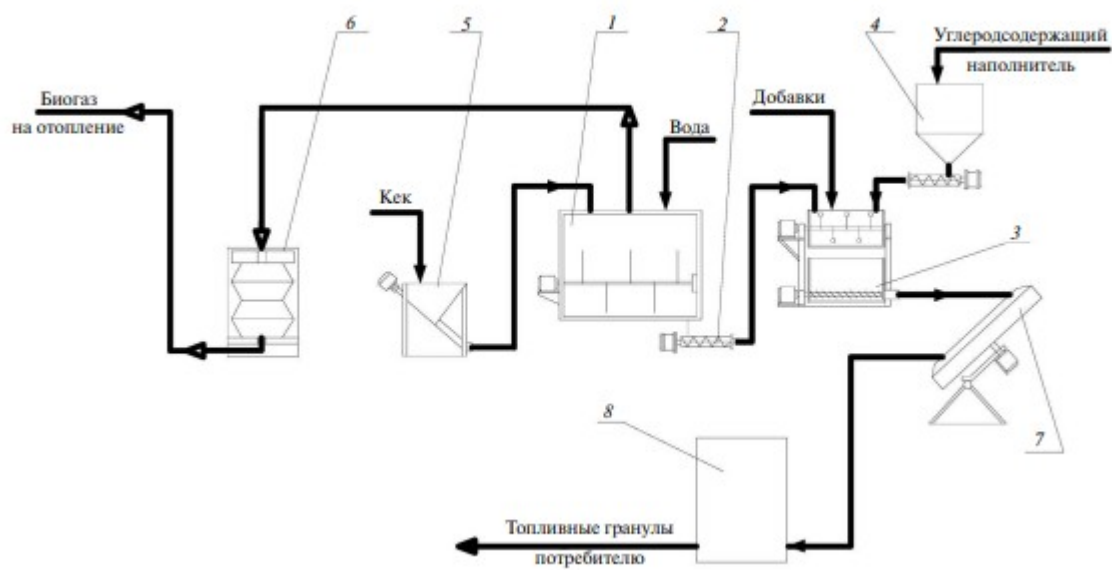 6
5
1
2
4
Углеродсодержащий
наполнитель
Биогаз
на отопление
Добавки
Вода
Кек
3
8
7
Топливные гранулы
потребителю